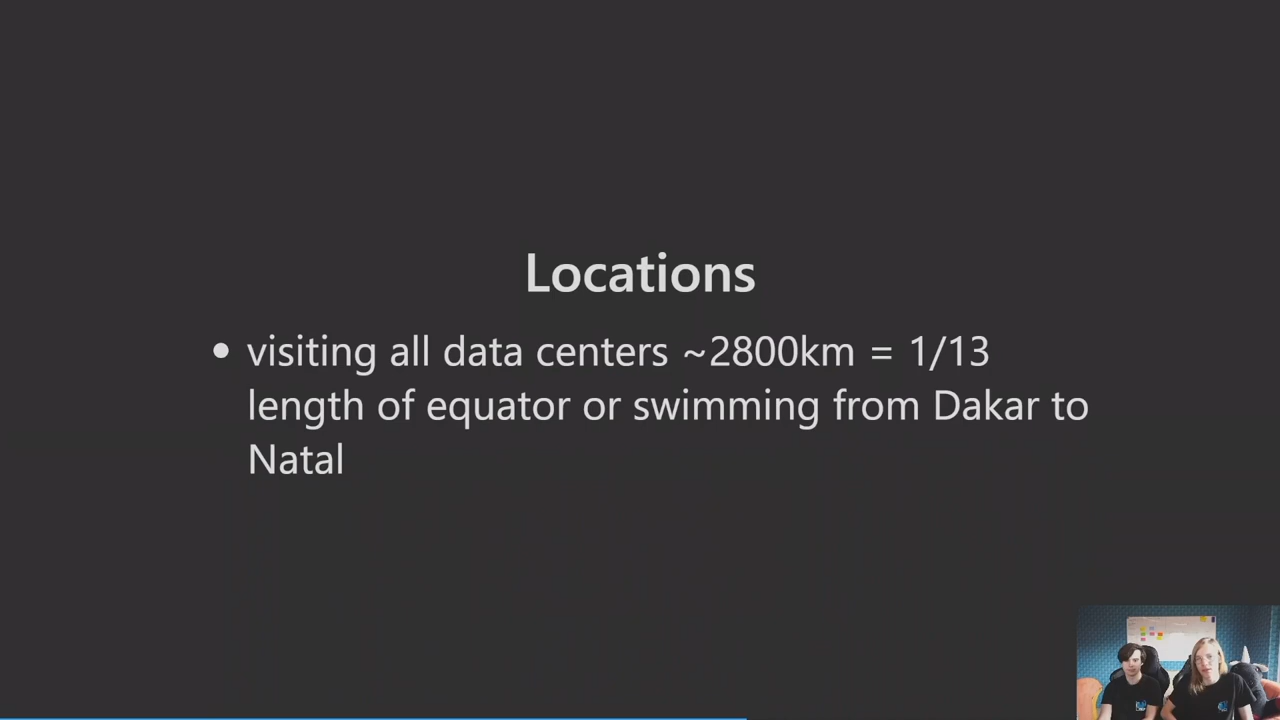 Locations
• visiting all data centers ~2800km = 1/13
length of equator or swimming from Dakar to
Natal